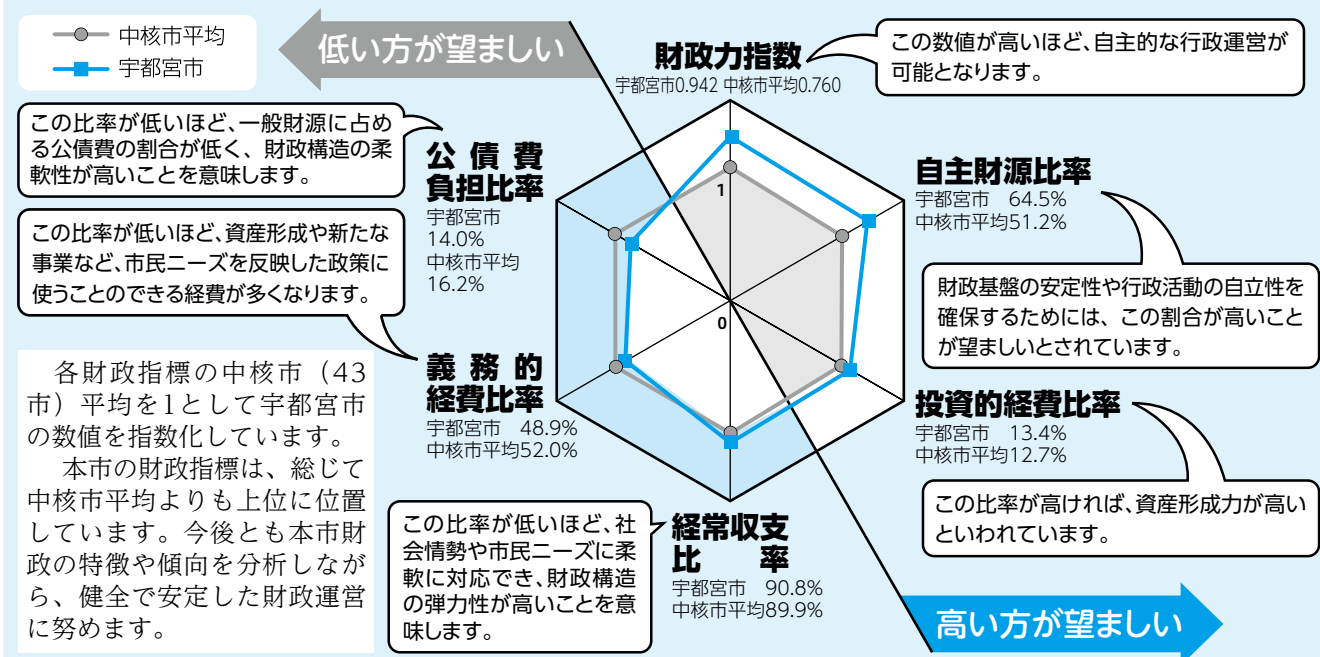 中核市平均
宇都宮市
低い方が望ましい
財政力指数
宇都宮市0.942 中核市平均0.760
この数値が高いほど、自主的な行政運営が
可能となります。
この比率が低いほど、一般財源に占め
る公債費の割合が低く、財政構造の柔
軟性が高いことを意味します。
公債費
負担比率
宇都宮市
14.0%
中核市平均
16.2%
自主財源比率
宇都宮市 64.5%
中核市平均51.2%
この比率が低いほど、資産形成や新たな
事業など、市民ニーズを反映した政策に
使うことのできる経費が多くなります。
財政基盤の安定性や行政活動の自立性を
確保するためには、この割合が高いこと
が望ましいとされています。
1
0
義務的
経費比率
宇都宮市 48.9%
中核市平均52.0%
投資的経費比率
宇都宮市 13.4%
中核市平均12.7%
各財政指標の中核市(43
市)平均を1として宇都宮市
の数値を指数化しています。
本市の財政指標は、総じて
中核市平均よりも上位に位置
しています。今後とも本市財
政の特徴や傾向を分析しなが
ら、健全で安定した財政運営
に努めます。
この比率が低いほど、社
会情勢や市民ニーズに柔
軟に対応でき、財政構造
の弾力性が高いことを意
味します。
経常収支
比率
宇都宮市 90.8%
中核市平均89.9%
この比率が高ければ、資産形成力が高い
といわれています。
高い方が望ましい